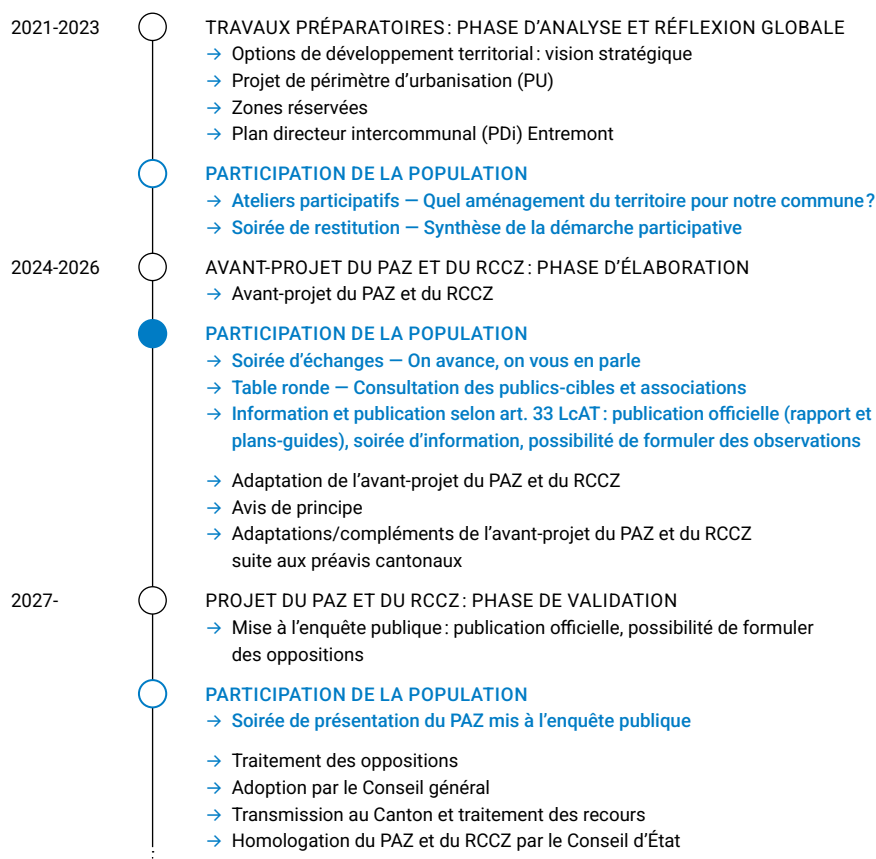 2021-2023
TRAVAUX PRÉPARATOIRES : PHASE D'ANALYSE ET RÉFLEXION GLOBALE
→ Options de développement territorial : vision stratégique
→ Projet de périmètre d'urbanisation (PU)
→ Zones réservées
→ Plan directeur intercommunal (PDi) Entremont
PARTICIPATION DE LA POPULATION
→ Ateliers participatifs — Quel aménagement du territoire pour notre commune ?
→ Soirée de restitution — Synthèse de la démarche participative
2024-2026
AVANT-PROJET DU PAZ ET DU RCCZ : PHASE D'ÉLABORATION
→ Avant-projet du PAZ et du RCCZ
PARTICIPATION DE LA POPULATION
→ Soirée d'échanges — On avance, on vous en parle
→ Table ronde — Consultation des publics-cibles et associations
→ Information et publication selon art. 33 LcAT : publication officielle (rapport et
plans-guides), soirée d'information, possibilité de formuler des observations
→ Adaptation de l'avant-projet du PAZ et du RCCZ
→ Avis de principe
→ Adaptations/compléments de l'avant-projet du PAZ et du RCCZ
suite aux préavis cantonaux
2027-
PROJET DU PAZ ET DU RCCZ : PHASE DE VALIDATION
→ Mise à l'enquête publique : publication officielle, possibilité de formuler
des oppositions
PARTICIPATION DE LA POPULATION
→ Soirée de présentation du PAZ mis à l'enquête publique
→ Traitement des oppositions
→ Adoption par le Conseil général
→ Transmission au Canton et traitement des recours
→ Homologation du PAZ et du RCCZ par le Conseil d'État